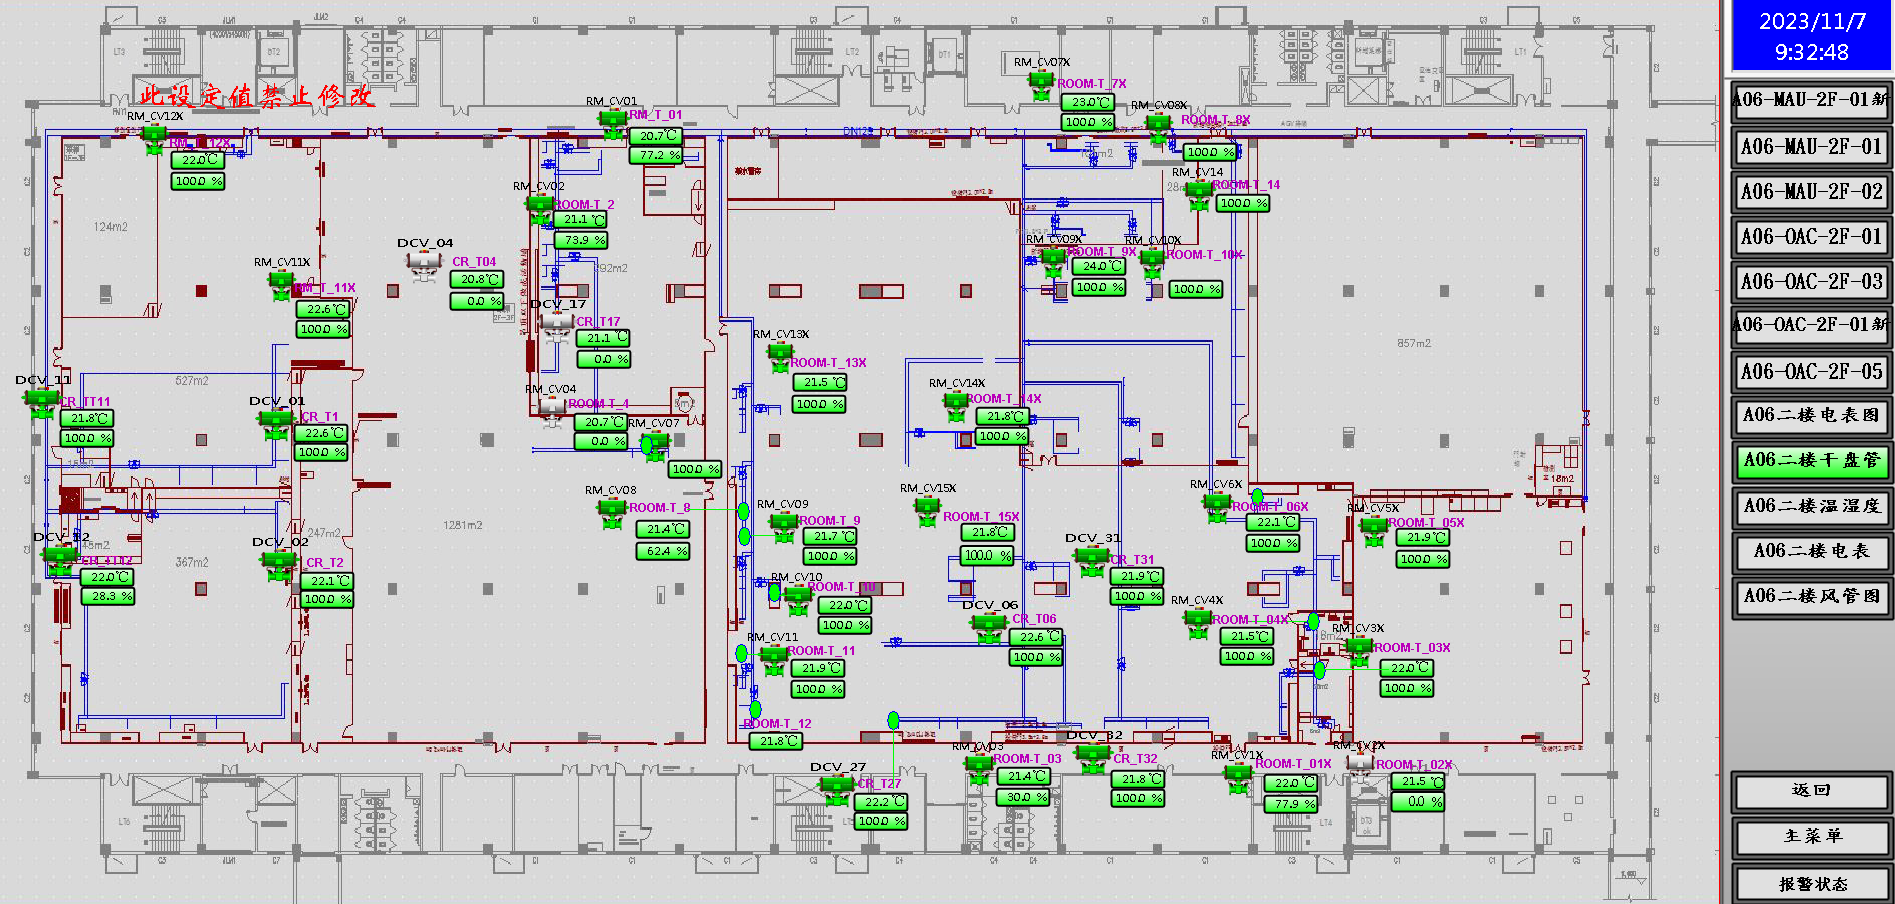 2023/11/7
9:32:48
此设定值禁止修改
A06-MAU-2F-01新
A06-MAU-2F-01
A06-MAU-2F-02
A06-OAC-2F-01
A06-OAC-2F-03
A06-OAC-2F-01新
A06-OAC-2F-05
A06二楼电表图
A06二楼干盘管
A06二楼温湿度
A06二楼电表
A06二楼风管图
返回
主菜单
报警状态
RM_CV12X
22.0℃
100.0 %
RM_CV01
RM_T_01
20.7℃
77.2 %
RM_CV07X
ROOM-T_7X
23.0℃
100.0 %
RM_CV08X
ROOM-T_8X
100.0 %
RM_CV14
ROOM-T_14
100.0 %
RM_CV02
ROOM-T_2
21.1℃
73.9 %
DCV_04
CR_T04
20.8℃
0.0 %
RM_CV11X
RM_T_11X
22.6℃
100.0 %
RM_CV09X
ROOM-T_9X
24.0℃
100.0 %
RM_CV10X
ROOM-T_10X
100.0 %
DCV_17
CR_T17
21.1℃
0.0 %
RM_CV13X
ROOM-T_13X
21.5℃
100.0 %
DCV_11
CR_TT11
21.8℃
100.0 %
DCV_01
CR_T1
22.6℃
100.0 %
RM_CV04
ROOM-T_4
20.7℃
0.0 %
RM_CV07
100.0 %
RM_CV14X
ROOM-T_14X
21.8℃
100.0 %
RM_CV08
ROOM-T_8
21.4℃
62.4 %
RM_CV09
ROOM-T_9
21.7℃
100.0 %
RM_CV15X
ROOM-T_15X
21.8℃
100.0 %
RM_CV6X
ROOM-T_06X
22.1℃
100.0 %
RM_CV5X
ROOM-T_05X
21.9℃
100.0 %
CR_TT12
22.0℃
28.3 %
DCV_02
CR_T2
22.1℃
100.0 %
RM_CV10
22.0℃
100.0 %
DCV_31
CR_T31
21.9℃
100.0 %
DCV_06
CR_T06
22.6℃
100.0 %
RM_CV4X
ROOM-T_04X
21.5℃
100.0 %
RM_CV3X
ROOM-T_03X
22.0℃
100.0 %
RM_CV11
ROOM-T_11
21.9℃
100.0 %
ROOM-T_12
21.8℃
DCV_27
CR_T27
22.2℃
100.0 %
ROOM-T_03
21.4℃
30.0 %
DCV_32
CR_T32
21.8℃
100.0 %
RM_CV1X
ROOM-T_01X
22.0℃
77.9 %
RM_CV2X
ROOM-T_02X
21.5℃
0.0 %
124m2
527m2
367m2
247m2
1281m2
857m2
18m2
LT3
DT2
LT2
DT1
LT1
LT6
LT4
DT3